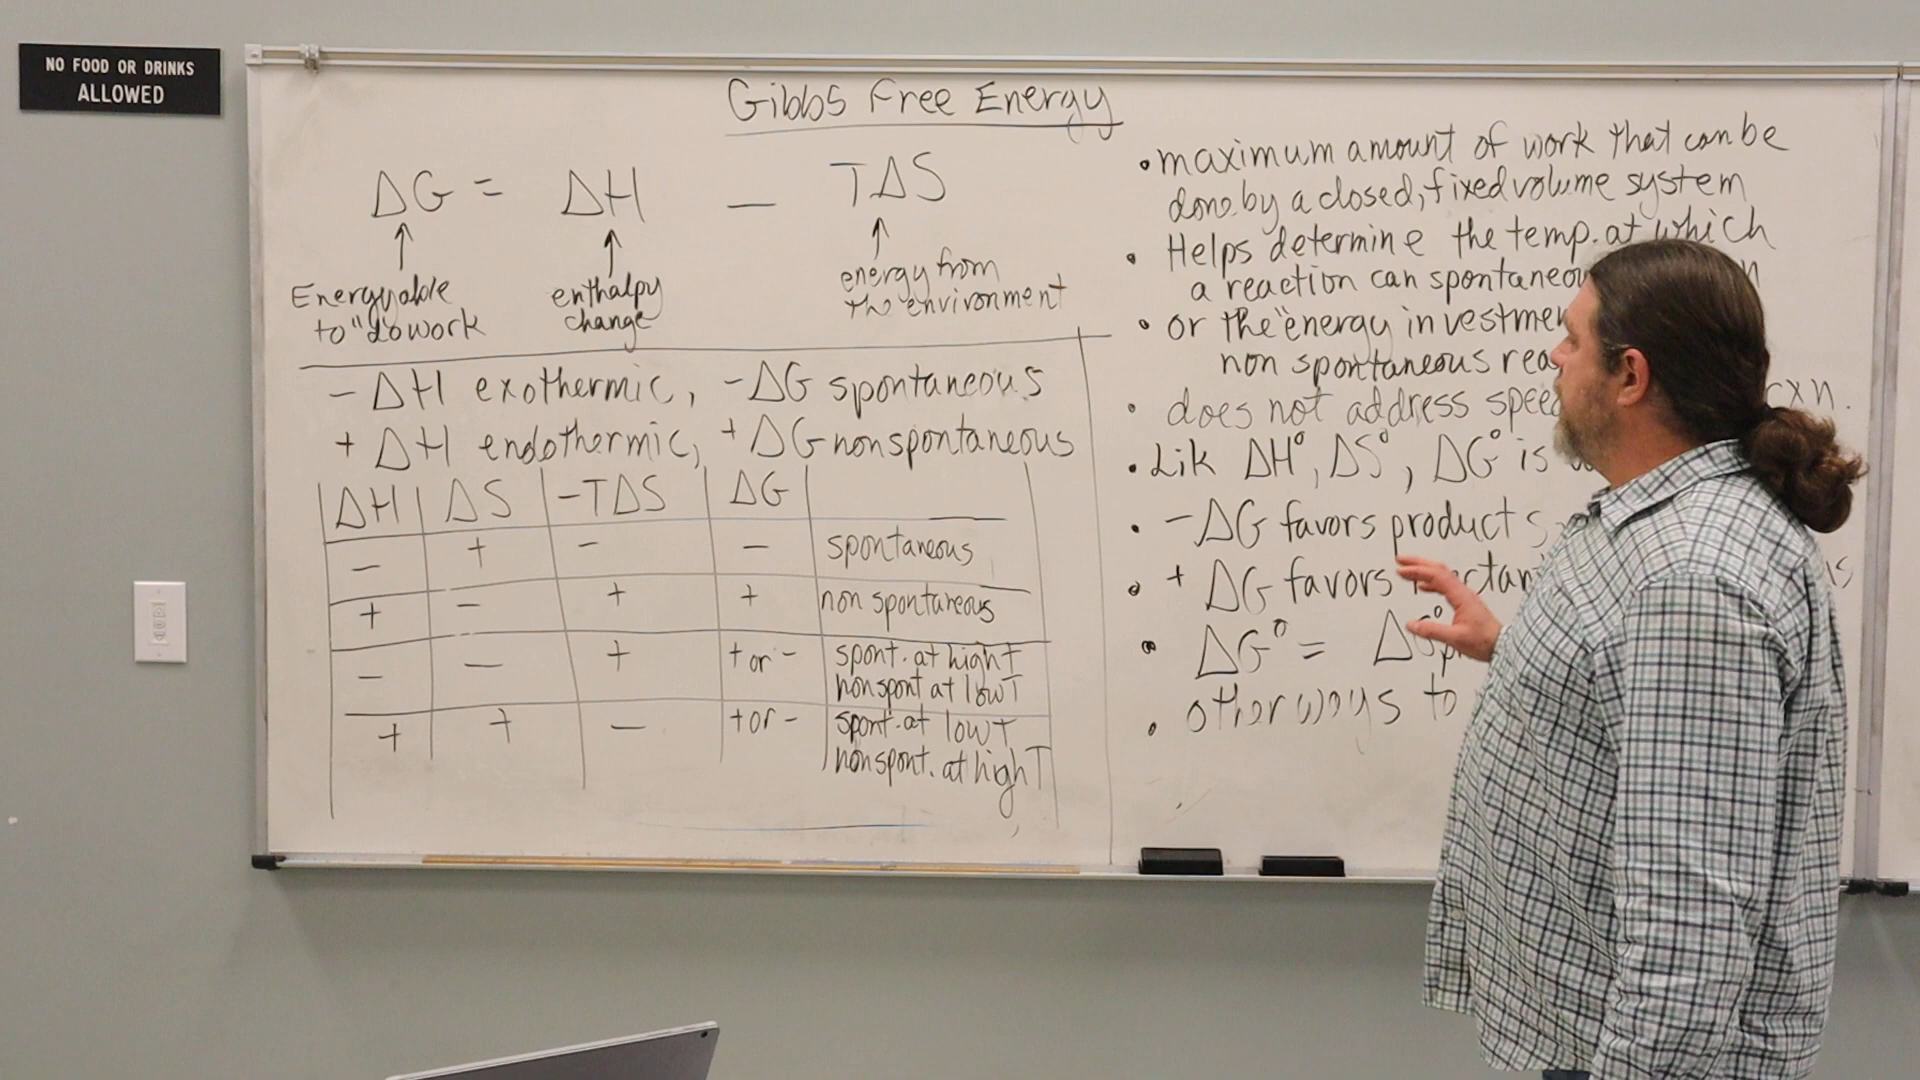 NO FOOD OR DRINKS
ALLOWED
Gibbs Free Energy
ΔG = ΔH — TΔS
↑ ↑ ↑
Energy able
to "do work
enthalpy
change
energy from
the environment
- ΔH exothermic, -ΔG spontaneous
+ ΔH endothermic, +ΔG nonspontaneous
ΔH ΔS -TΔS ΔG
- + - - spontaneous
+ - + + non spontaneous
- - + + or - spont. at high T
nonspont at low T
+ + - + or - spont. at low T
nonspont. at high T
• maximum amount of work that can be
done by a closed, fixed volume system
• Helps determine the temp. at which
a reaction can
• or the "energy
non spontaneous
• does not address rxn.
• Lik ΔH°, ΔS°, ΔG° is
• -ΔG favors products
• + ΔG favors
• ΔG° =
• other ways to